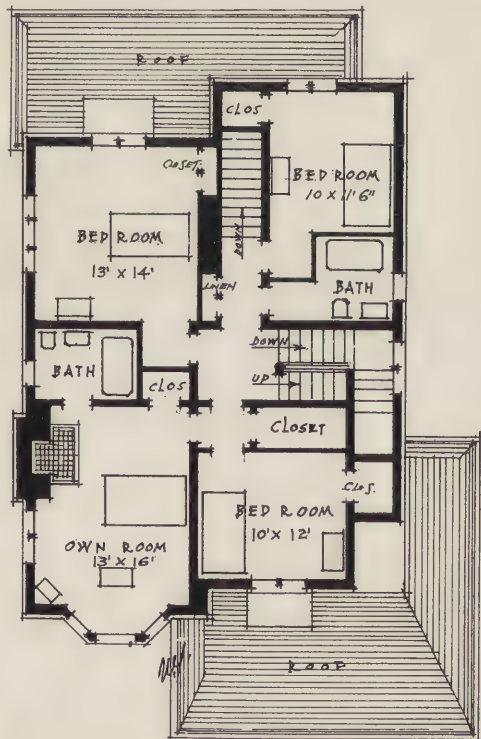 ROOF
CLOS
CLOSET.
BED ROOM
10 X 11'6"
BED ROOM
13' X 14'
DOWN
LINEN
BATH
DOWN
BATH
UP
CLOS
CLOSET
CLOS.
BED ROOM
10' X 12'
OWN ROOM
13' X 16'
ROOF